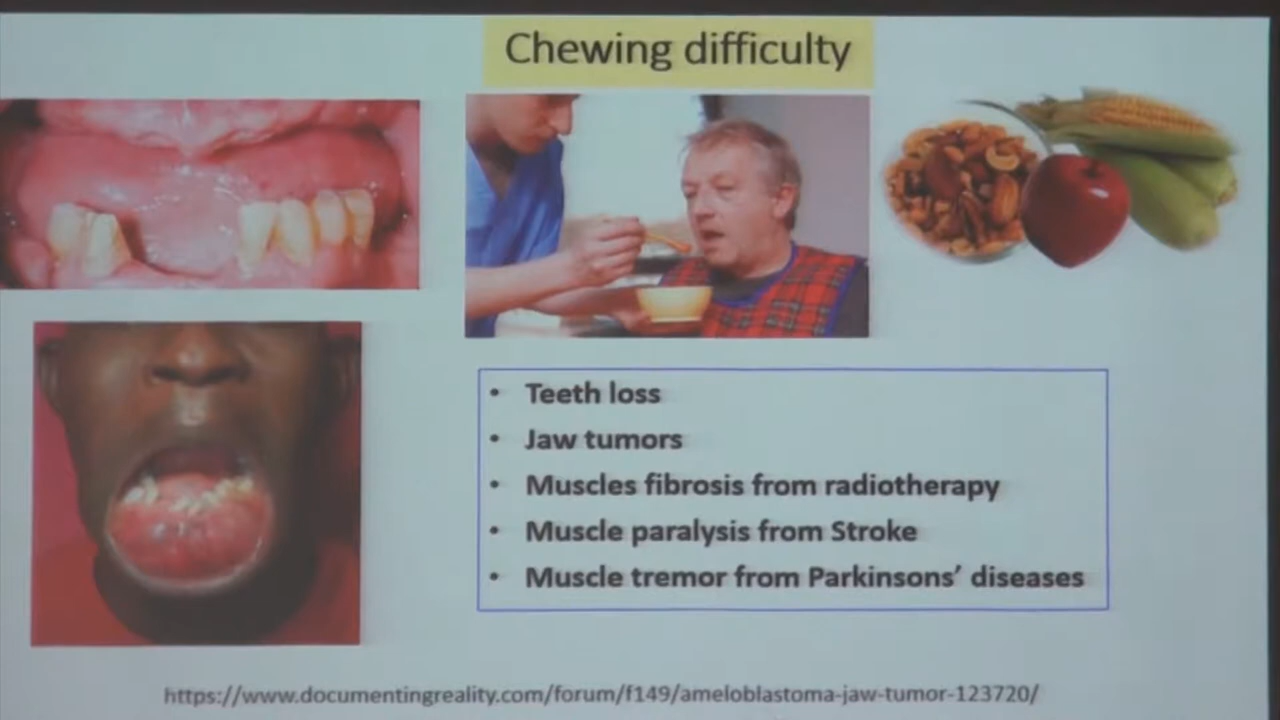 Chewing difficulty
• Teeth loss
• Jaw tumors
• Muscles fibrosis from radiotherapy
• Muscle paralysis from Stroke
• Muscle tremor from Parkinsons’ diseases
https://www.documentingreality.com/forum/f149/ameloblastoma-jaw-tumor-123720/